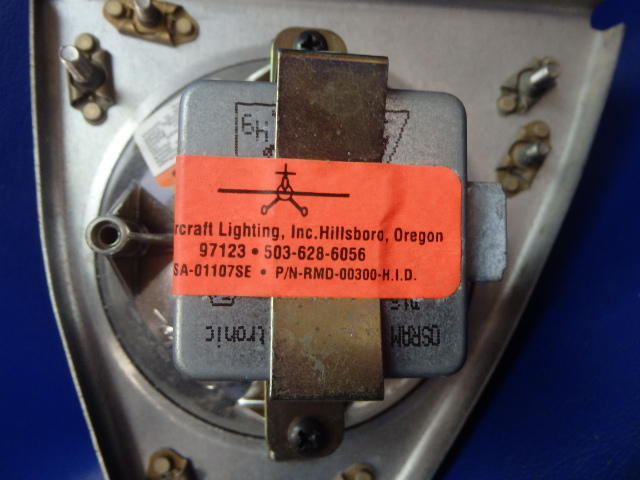 rcraft Lighting, Inc.Hillsboro, Oregon
97123 • 503-628-6056
SA-01107SE • P/N-RMD-00300-H.I.D.
OSRAM tronic